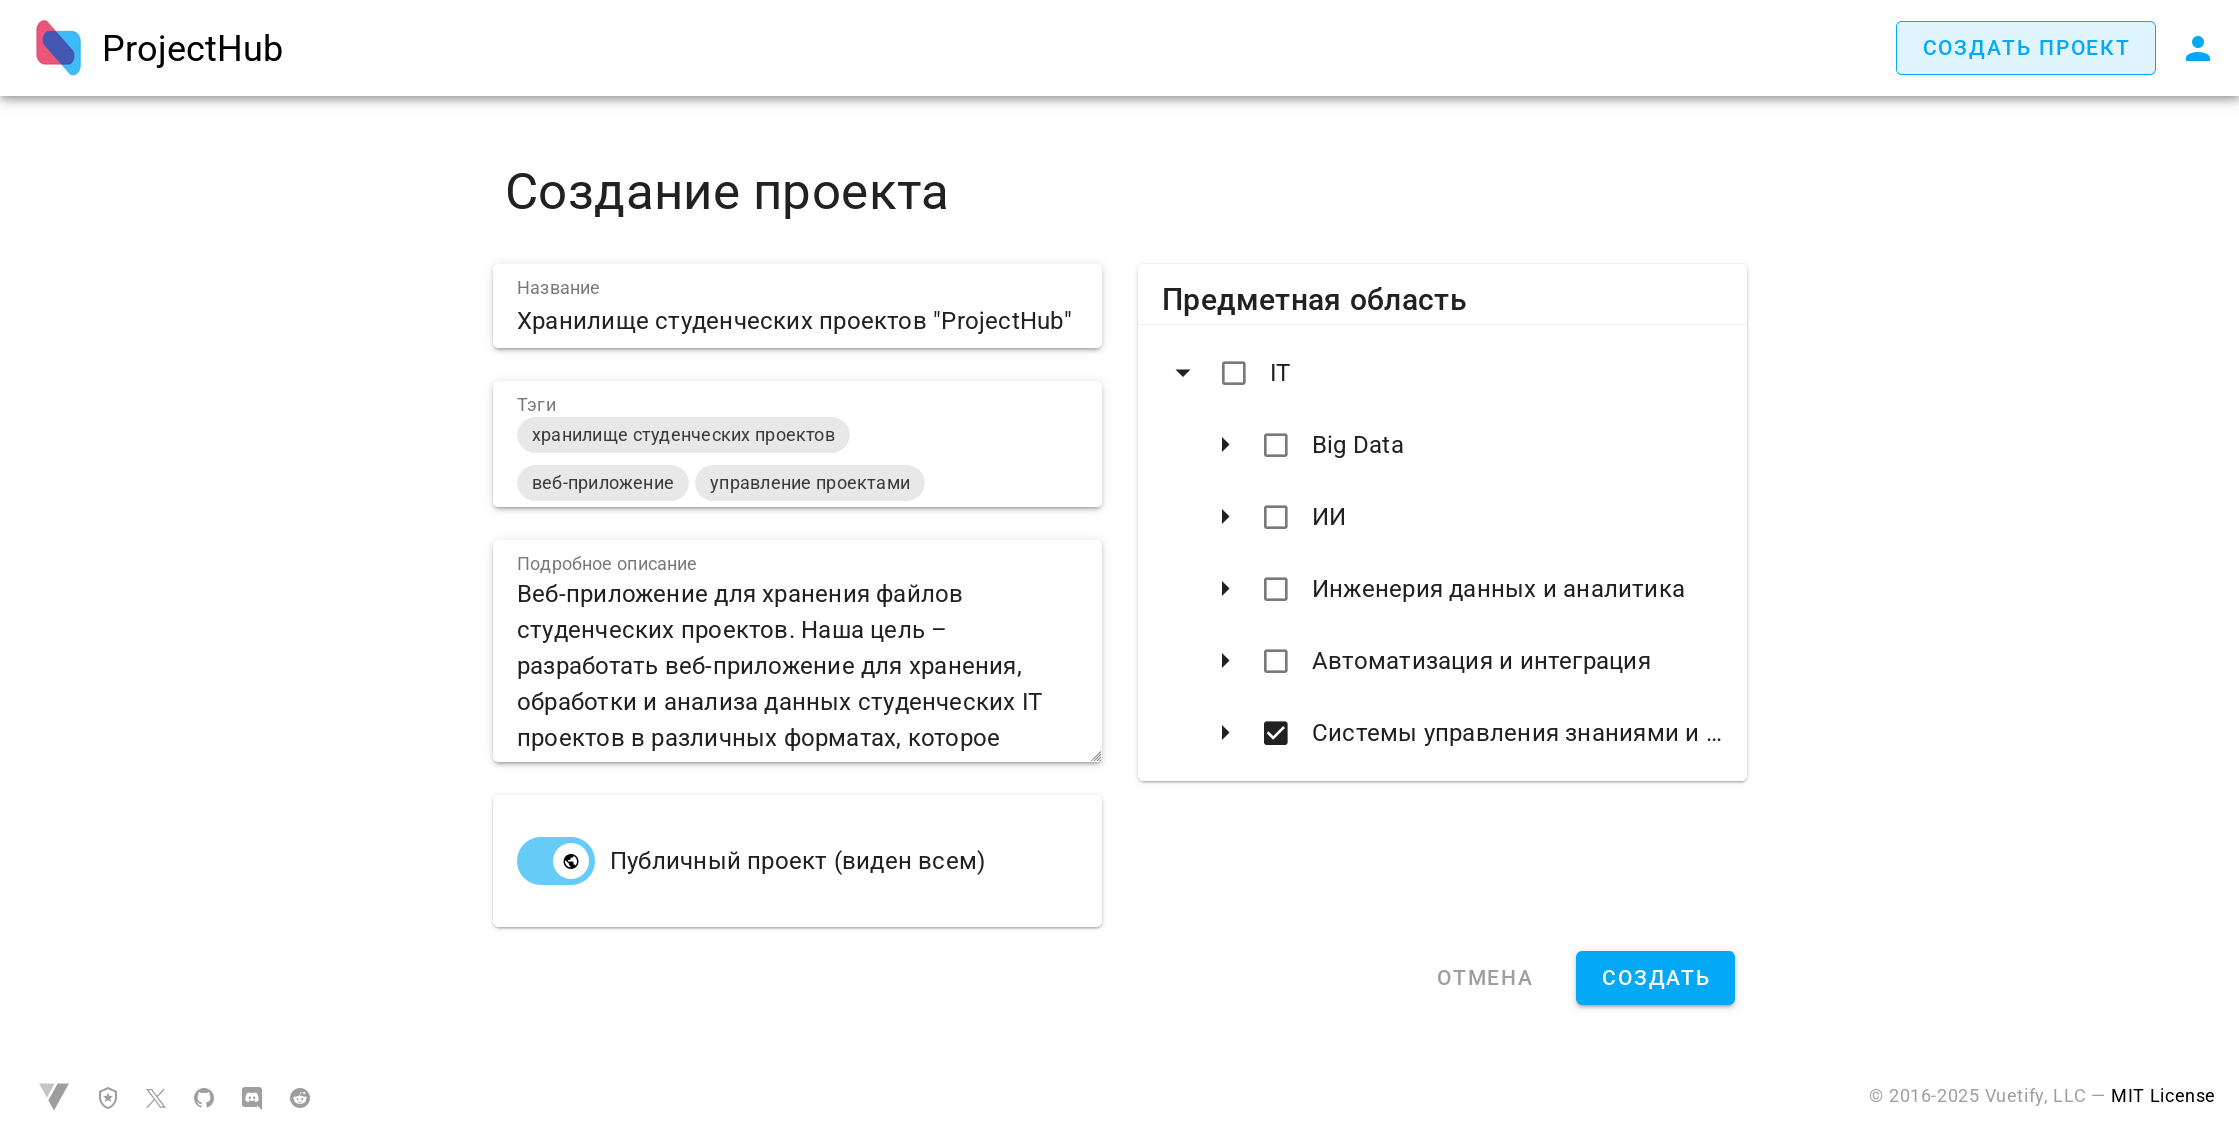 ProjectHub
СОЗДАТЬ ПРОЕКТ
Создание проекта
Название
Хранилище студенческих проектов "ProjectHub"
Тэги
хранилище студенческих проектов
веб-приложение
управление проектами
Подробное описание
Веб-приложение для хранения файлов
студенческих проектов. Наша цель –
разработать веб-приложение для хранения,
обработки и анализа данных студенческих IT
проектов в различных форматах, которое
Публичный проект (виден всем)
Предметная область
IT
Big Data
ИИ
Инженерия данных и аналитика
Автоматизация и интеграция
Системы управления знаниями и ...
ОТМЕНА
СОЗДАТЬ
© 2016-2025 Vuetify, LLC — MIT License